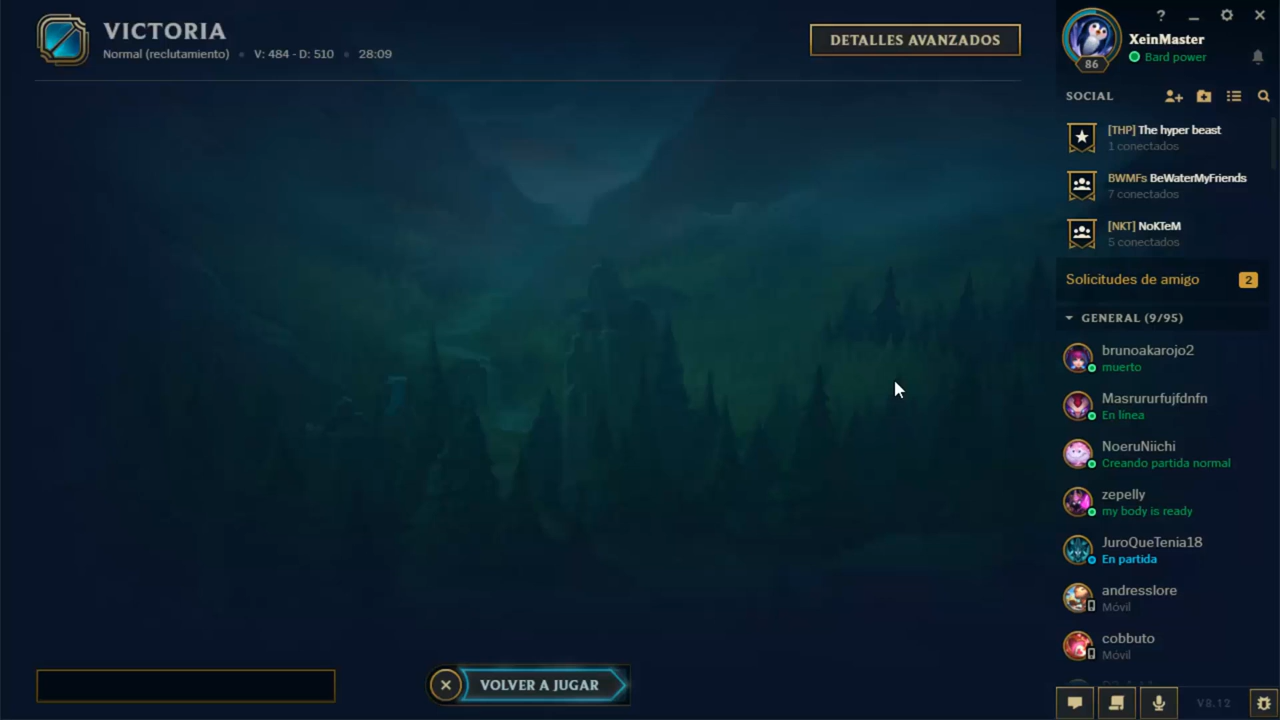 VICTORIA
Normal (reclutamiento) • V: 484 - D: 510 • 28:09
DETALLES AVANZADOS
?
XeinMaster
Bard power
86
SOCIAL
[THP] The hyper beast
1 conectados
BWMFs BeWaterMyFriends
7 conectados
[NKT] NoKTeM
5 conectados
Solicitudes de amigo 2
GENERAL (9/95)
brunoakarojo2
muerto
Masrururfujfdnfn
En línea
NoeruNiichi
Creando partida normal
zepelly
my body is ready
JuroQueTenia18
En partida
andresslore
Móvil
cobbuto
Móvil
VOLVER A JUGAR
V8.12